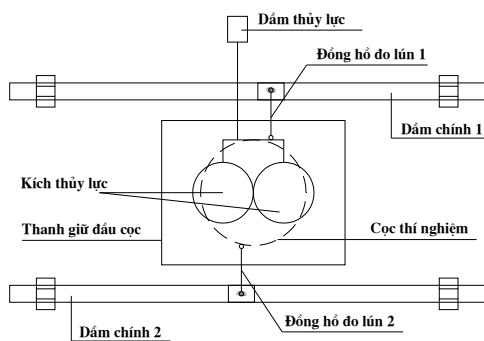 Dầm thủy lực
Đồng hồ đo lún 1
Dầm chính 1
Kích thủy lực
Thanh giữ đầu cọc
Cọc thí nghiệm
Dầm chính 2
Đồng hồ đo lún 2